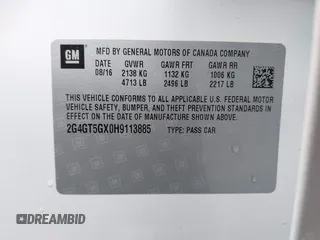 GM
MFD BY GENERAL MOTORS OF CANADA COMPANY
DATE GVWR GAWR FRT GAWR RR
08/16 2138 KG 1132 KG 1006 KG
4713 LB 2496 LB 2217 LB
THIS VEHICLE CONFORMS TO ALL APPLICABLE U.S. FEDERAL MOTOR
VEHICLE SAFETY, BUMPER, AND THEFT PREVENTION STANDARDS
IN EFFECT ON THE DATE OF MANUFACTURE SHOWN ABOVE.
2G4GT5GX0H9113885 TYPE: PASS CAR
DREAMBID